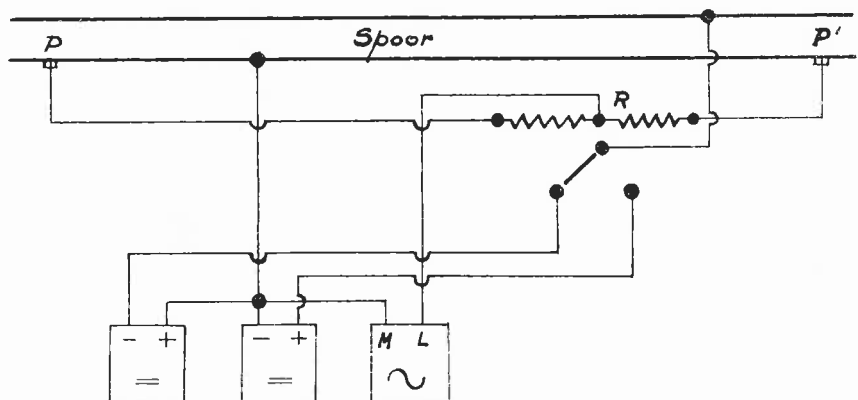 P Spoor P'
R
- + - + M L
= = ~